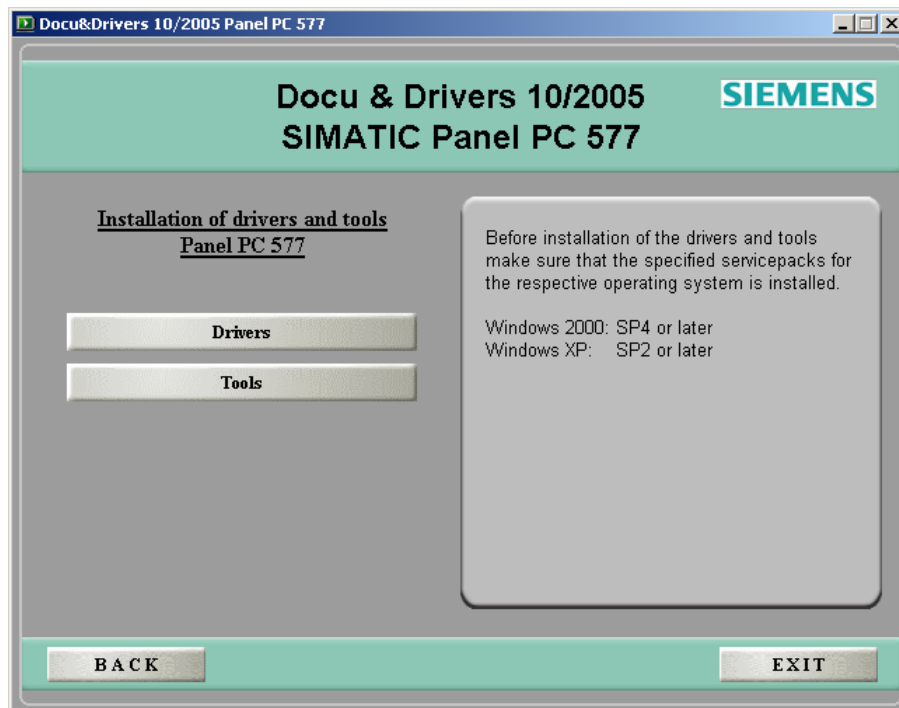 Docu&Drivers 10/2005 Panel PC 577
Docu & Drivers 10/2005
SIMATIC Panel PC 577
SIEMENS
Installation of drivers and tools
Panel PC 577
Drivers
Tools
Before installation of the drivers and tools
make sure that the specified servicepacks for
the respective operating system is installed.
Windows 2000: SP4 or later
Windows XP: SP2 or later
BACK
EXIT